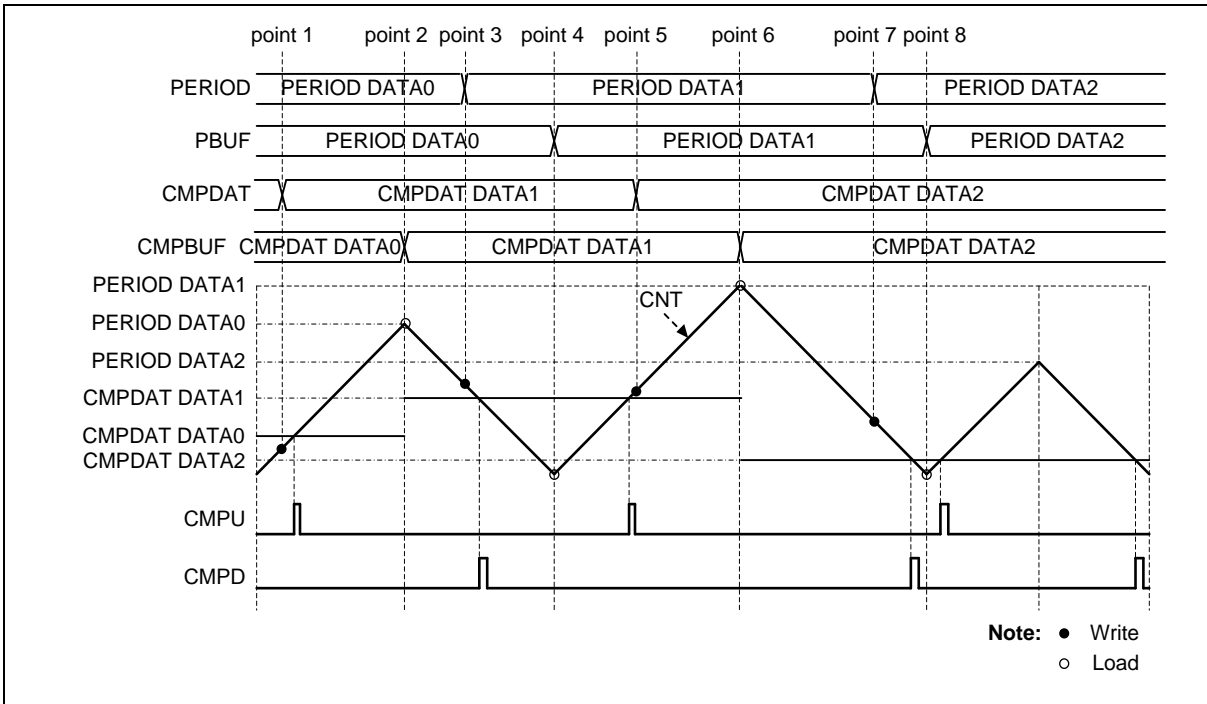 point 1 point 2 point 3 point 4 point 5 point 6 point 7 point 8
PERIOD PERIOD DATA0 PERIOD DATA1 PERIOD DATA2
PBUF PERIOD DATA0 PERIOD DATA1 PERIOD DATA2
CMPDAT CMPDAT DATA1 CMPDAT DATA2
CMPBUF CMPDAT DATA0 CMPDAT DATA1 CMPDAT DATA2
PERIOD DATA1
CNT
PERIOD DATA0
PERIOD DATA2
CMPDAT DATA1
CMPDAT DATA0
CMPDAT DATA2
CMPU
CMPD
Note: ● Write
○ Load